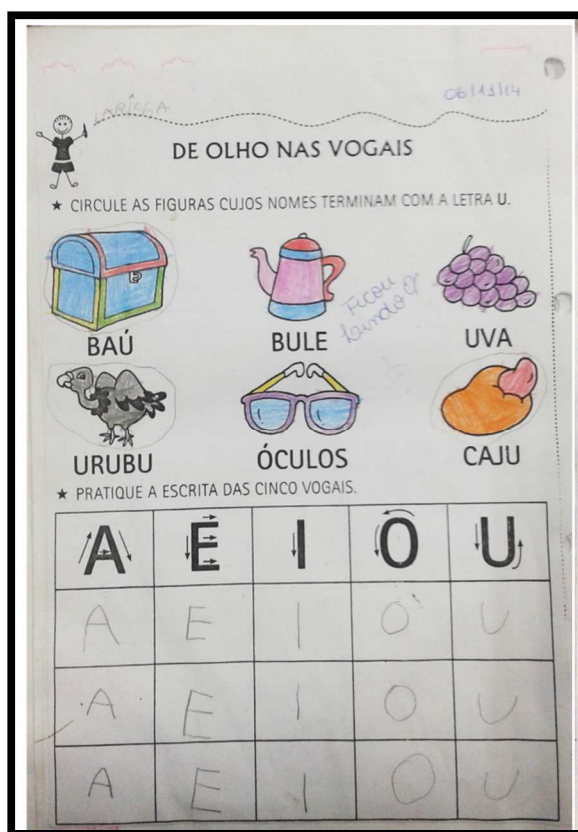 06/11/14
LARISSA
DE OLHO NAS VOGAIS
★ CIRCULE AS FIGURAS CUJOS NOMES TERMINAM COM A LETRA U.
Ficou
lindo
BAÚ BULE UVA
URUBU ÓCULOS CAJU
★ PRATIQUE A ESCRITA DAS CINCO VOGAIS.
A E I O U
A E I O U
A E I O U
A E I O U